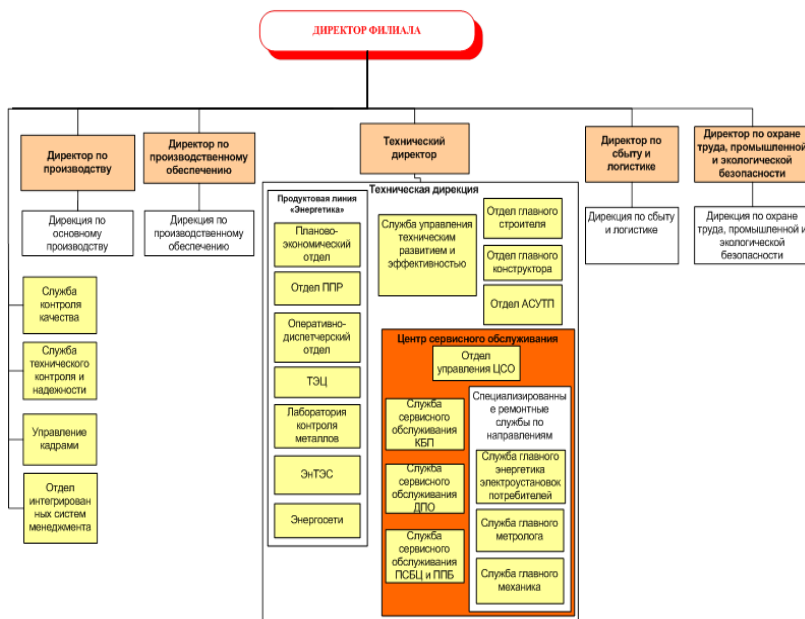 ДИРЕКТОР ФИЛИАЛА
Директор по
производству
Директор по
производственному
обеспечению
Технический
директор
Директор по
сбыту и
логистике
Директор по охране
труда, промышленной
и экологической
безопасности
Дирекция по
основному
производству
Дирекция по
производственному
обеспечению
Техническая дирекция
Дирекция по сбыту
и логистике
Дирекция по охране
труда, промышленной и
экологической
безопасности
Служба
контроля
качества
Служба
технического
контроля и
надежности
Управление
кадрами
Отдел
интегрирован
ных систем
менеджмента
Продуктовая линия
«Энергетика»
Планово-
экономический
отдел
Отдел ППР
Оперативно-
диспетчерский
отдел
ТЭЦ
Лаборатория
контроля
металлов
ЭнТЭС
Энергосети
Служба управления
техническим
развитием и
эффективностью
Отдел главного
строителя
Отдел главного
конструктора
Отдел АСУТП
Центр сервисного обслуживания
Отдел
управления ЦСО
Служба
сервисного
обслуживания
КБП
Служба
сервисного
обслуживания
ДПО
Служба
сервисного
обслуживания
ПСБЦ и ППБ
Специализированны
е ремонтные
службы по
направлениям
Служба главного
энергетика
электроустановок
потребителей
Служба главного
метролога
Служба главного
механика